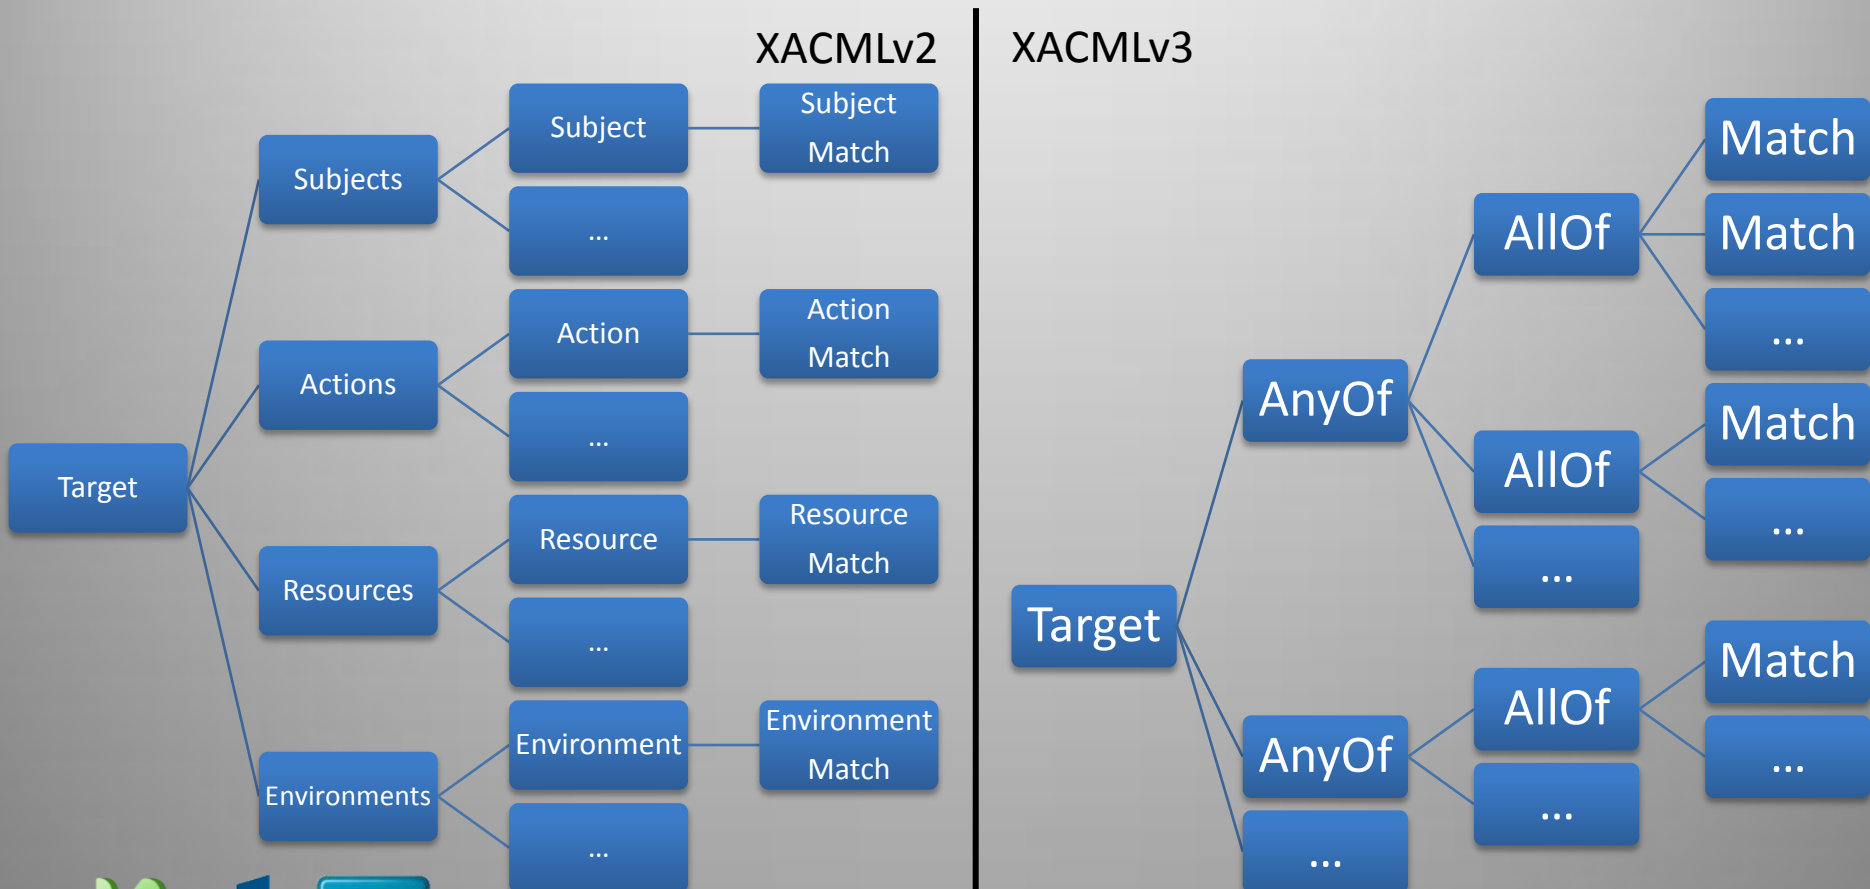 XACMLv2
Target
Subjects
Subject
Subject
Match
...
Actions
Action
Action
Match
...
Resources
Resource
Resource
Match
...
Environments
Environment
Environment
Match
...
XACMLv3
Target
AnyOf
AllOf
Match
Match
...
AllOf
Match
...
...
AnyOf
AllOf
Match
...
...
...